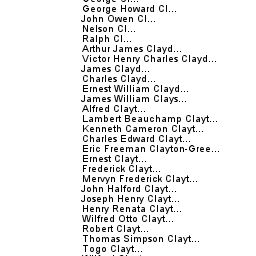 George Cl...
George Howard Cl...
John Owen Cl...
Nelson Cl...
Ralph Cl...
Arthur James Clayd...
Victor Henry Charles Clayd...
James Clayd...
Charles Clayd...
Ernest William Clayd...
James William Clays...
Alfred Clayt...
Lambert Beauchamp Clayt...
Kenneth Cameron Clayt...
Charles Edward Clayt...
Eric Freeman Clayton-Gree...
Ernest Clayt...
Frederick Clayt...
Mervyn Frederick Clayt...
John Halford Clayt...
Joseph Henry Clayt...
Henry Renata Clayt...
Wilfred Otto Clayt...
Robert Clayt...
Thomas Simpson Clayt...
Togo Clayt...